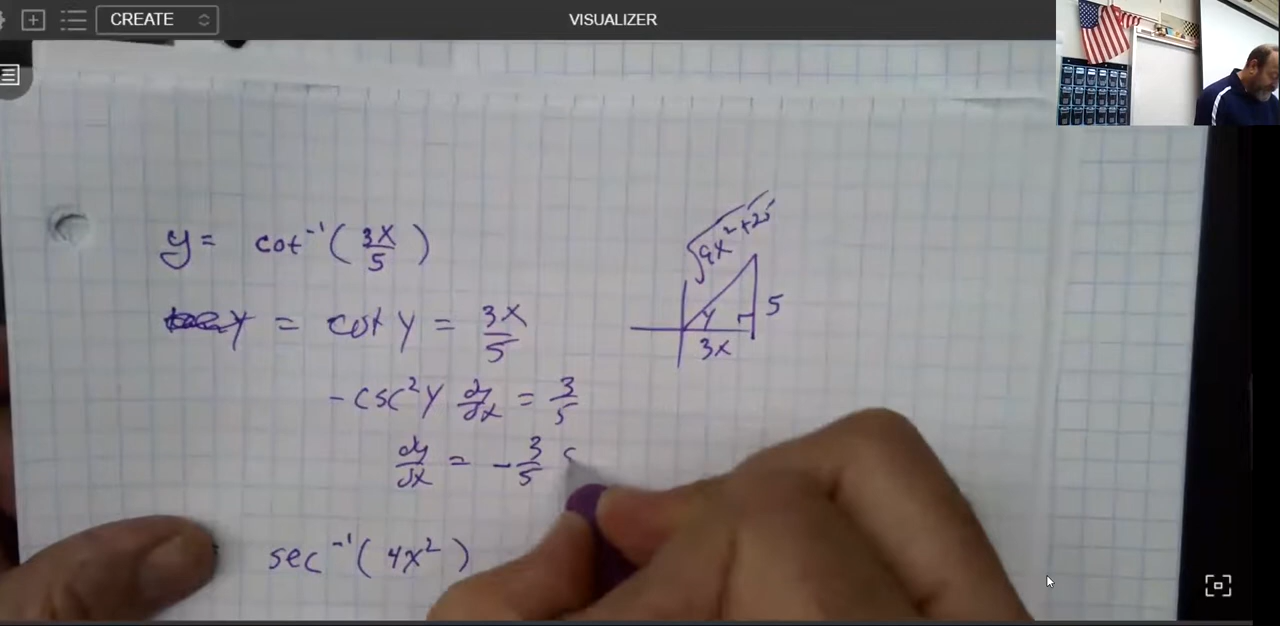 CREATE
VISUALIZER
y = cot⁻¹(3x/5)
= cot y = 3x/5
-csc² y dy/dx = 3/5
dy/dx = -3/5 s
sec⁻¹(4x²)
√9x²+25
y
5
3x